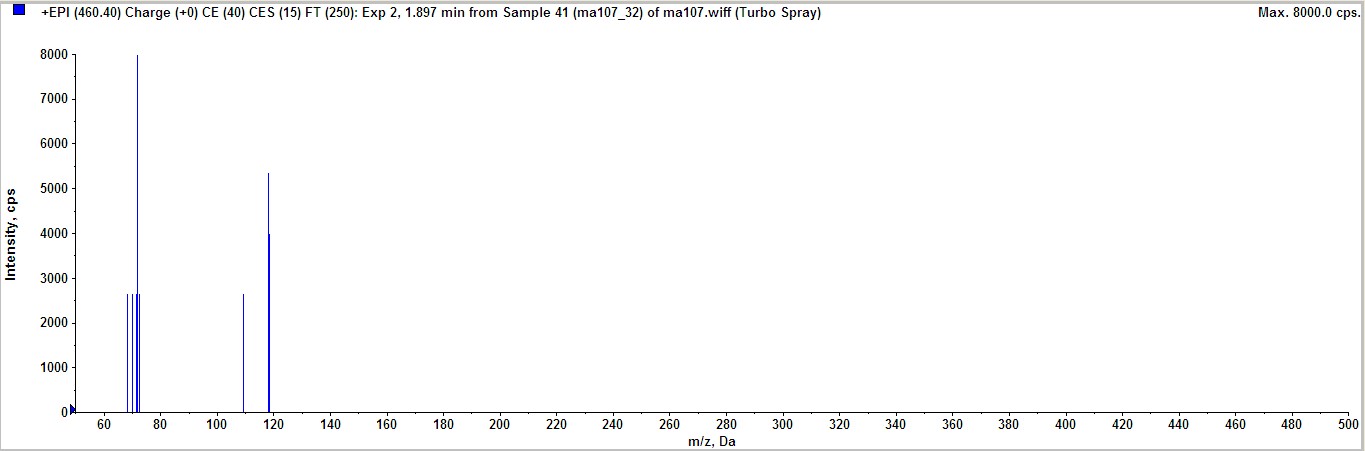 +EPI (460.40) Charge (+0) CE (40) CES (15) FT (250): Exp 2, 1.897 min from Sample 41 (ma107_32) of ma107.wiff (Turbo Spray)
Max. 8000.0 cps.
8000
7000
6000
5000
4000
3000
2000
1000
0
Intensity, cps
60 80 100 120 140 160 180 200 220 240 260 280 300 320 340 360 380 400 420 440 460 480 500
m/z, Da